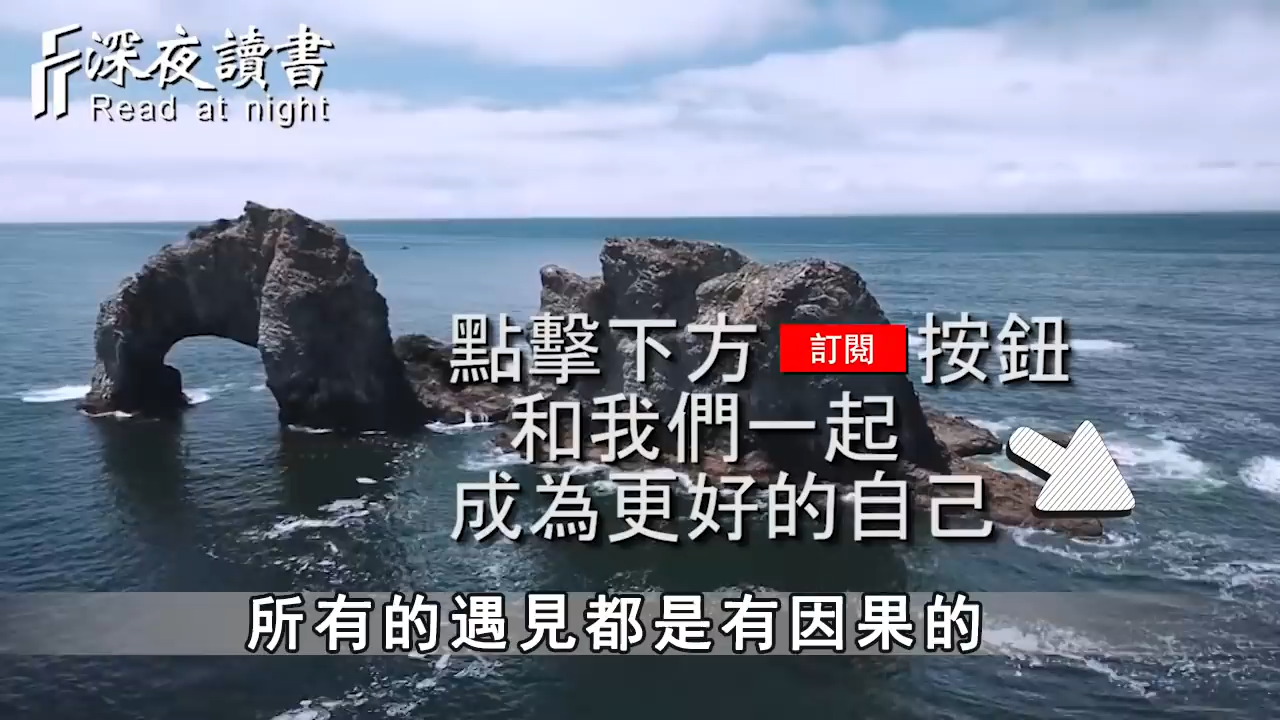 深夜讀書
Read at night
點擊下方 訂閱 按鈕
和我們一起
成為更好的自己
所有的遇見都是有因果的